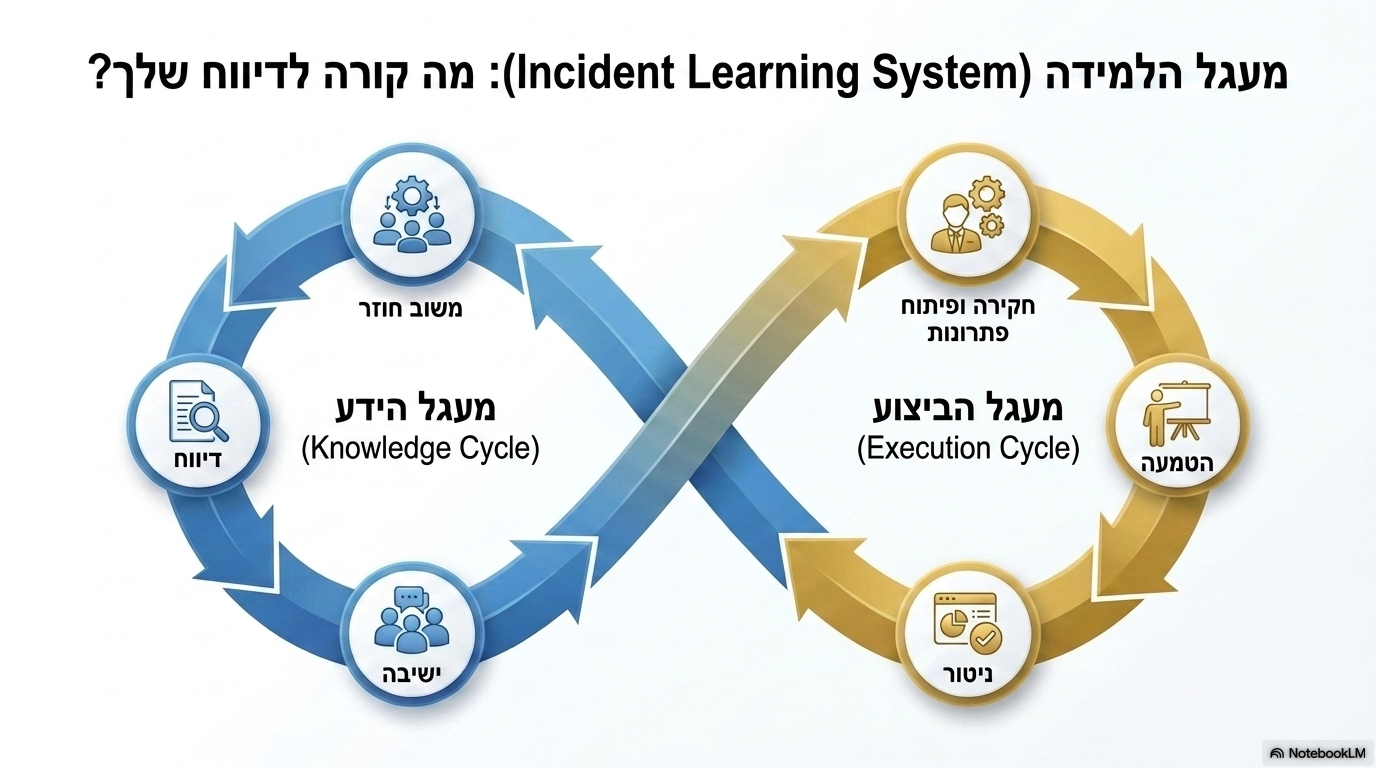 מעגל הלמידה (Incident Learning System): מה קורה לדיווח שלך?
משוב חוזר
חקירה ופיתוח
פתרונות
מעגל הידע
(Knowledge Cycle)
מעגל הביצוע
(Execution Cycle)
דיווח
הטמעה
ישיבה
ניטור
NotebookLM